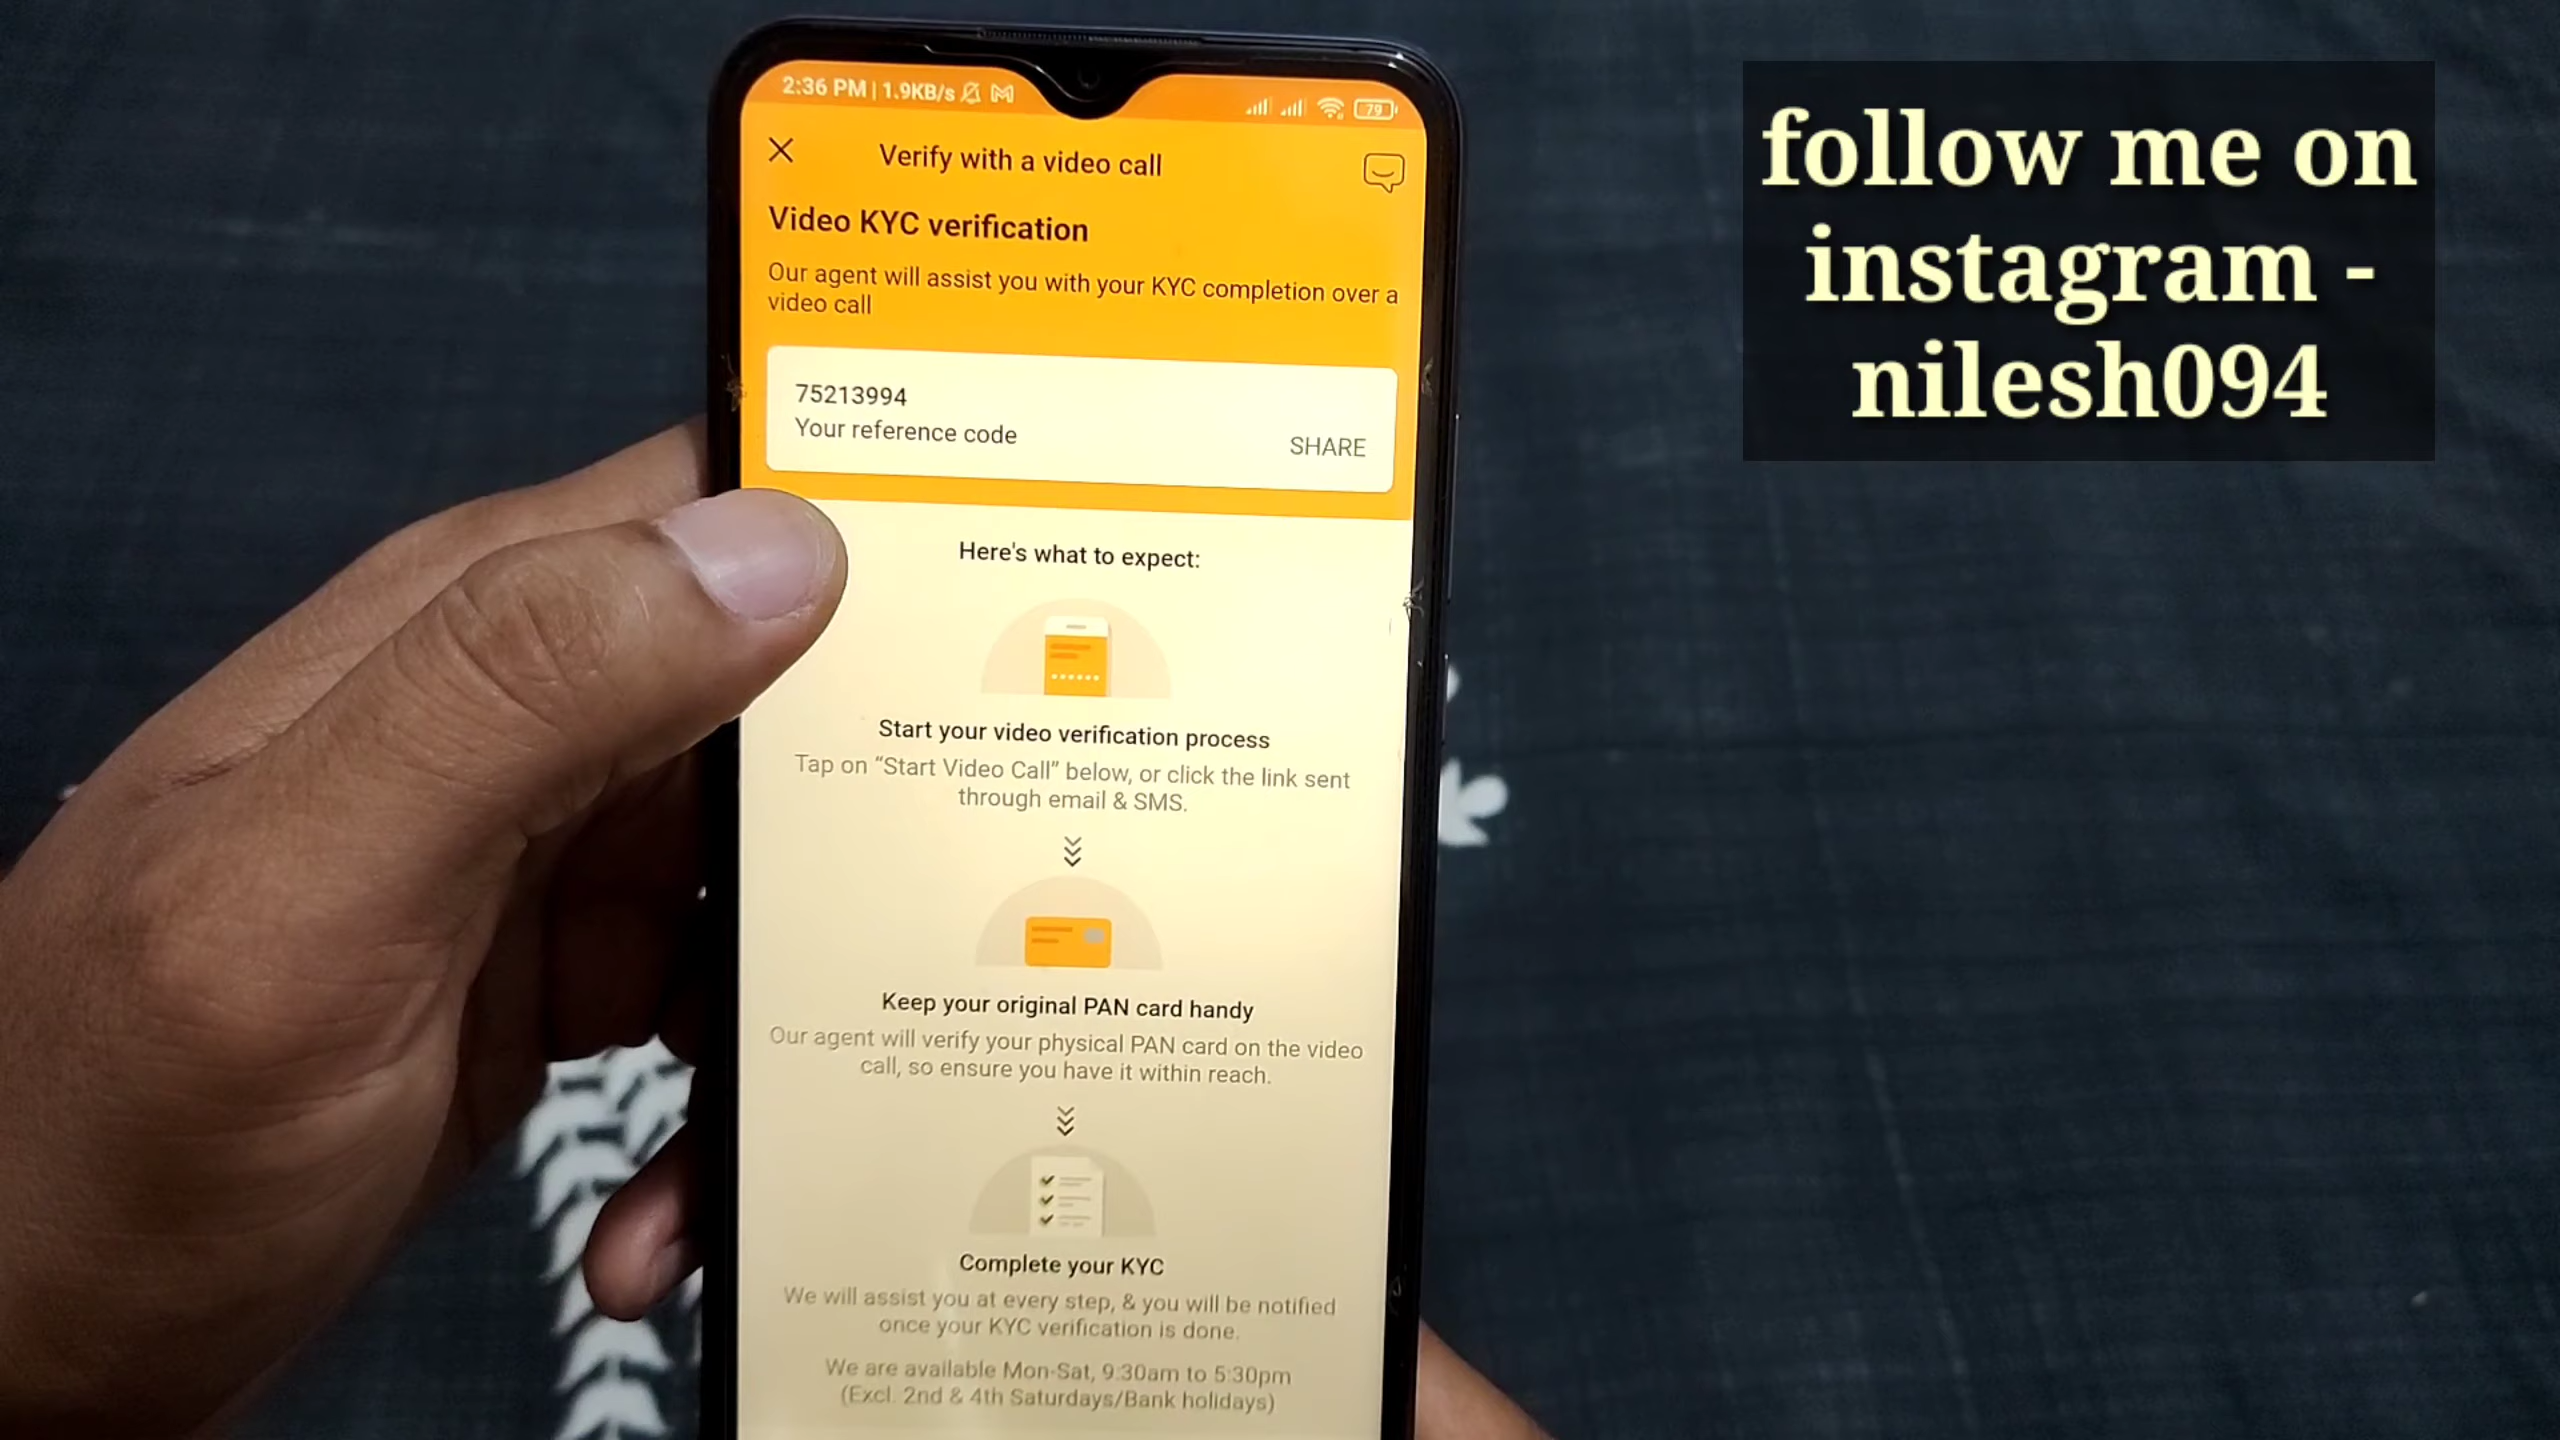 2:36 PM | 1.9KB/s
79
Verify with a video call
Video KYC verification
Our agent will assist you with your KYC completion over a
video call
75213994
Your reference code
SHARE
Here's what to expect:
Start your video verification process
Tap on “Start Video Call” below, or click the link sent
through email & SMS.
Keep your original PAN card handy
Our agent will verify your physical PAN card on the video
call, so ensure you have it within reach.
Complete your KYC
We will assist you at every step, & you will be notified
once your KYC verification is done.
We are available Mon-Sat, 9:30am to 5:30pm
(Excl. 2nd & 4th Saturdays/Bank holidays)
follow me on
instagram -
nilesh094